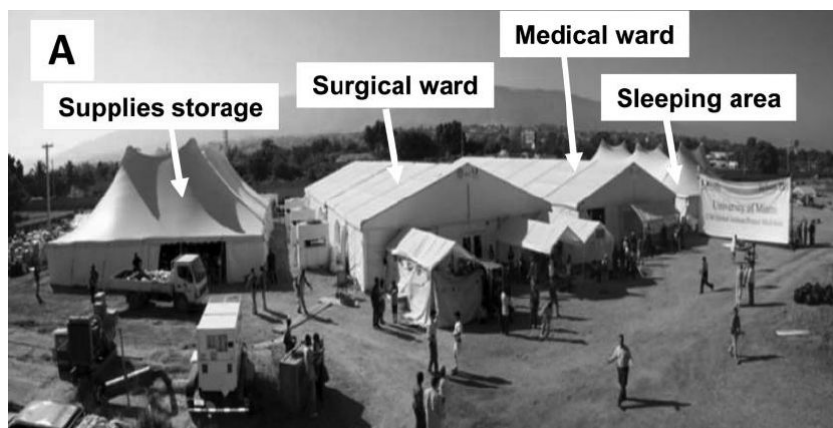 A
Medical ward
Surgical ward
Supplies storage
Sleeping area
University of Miami